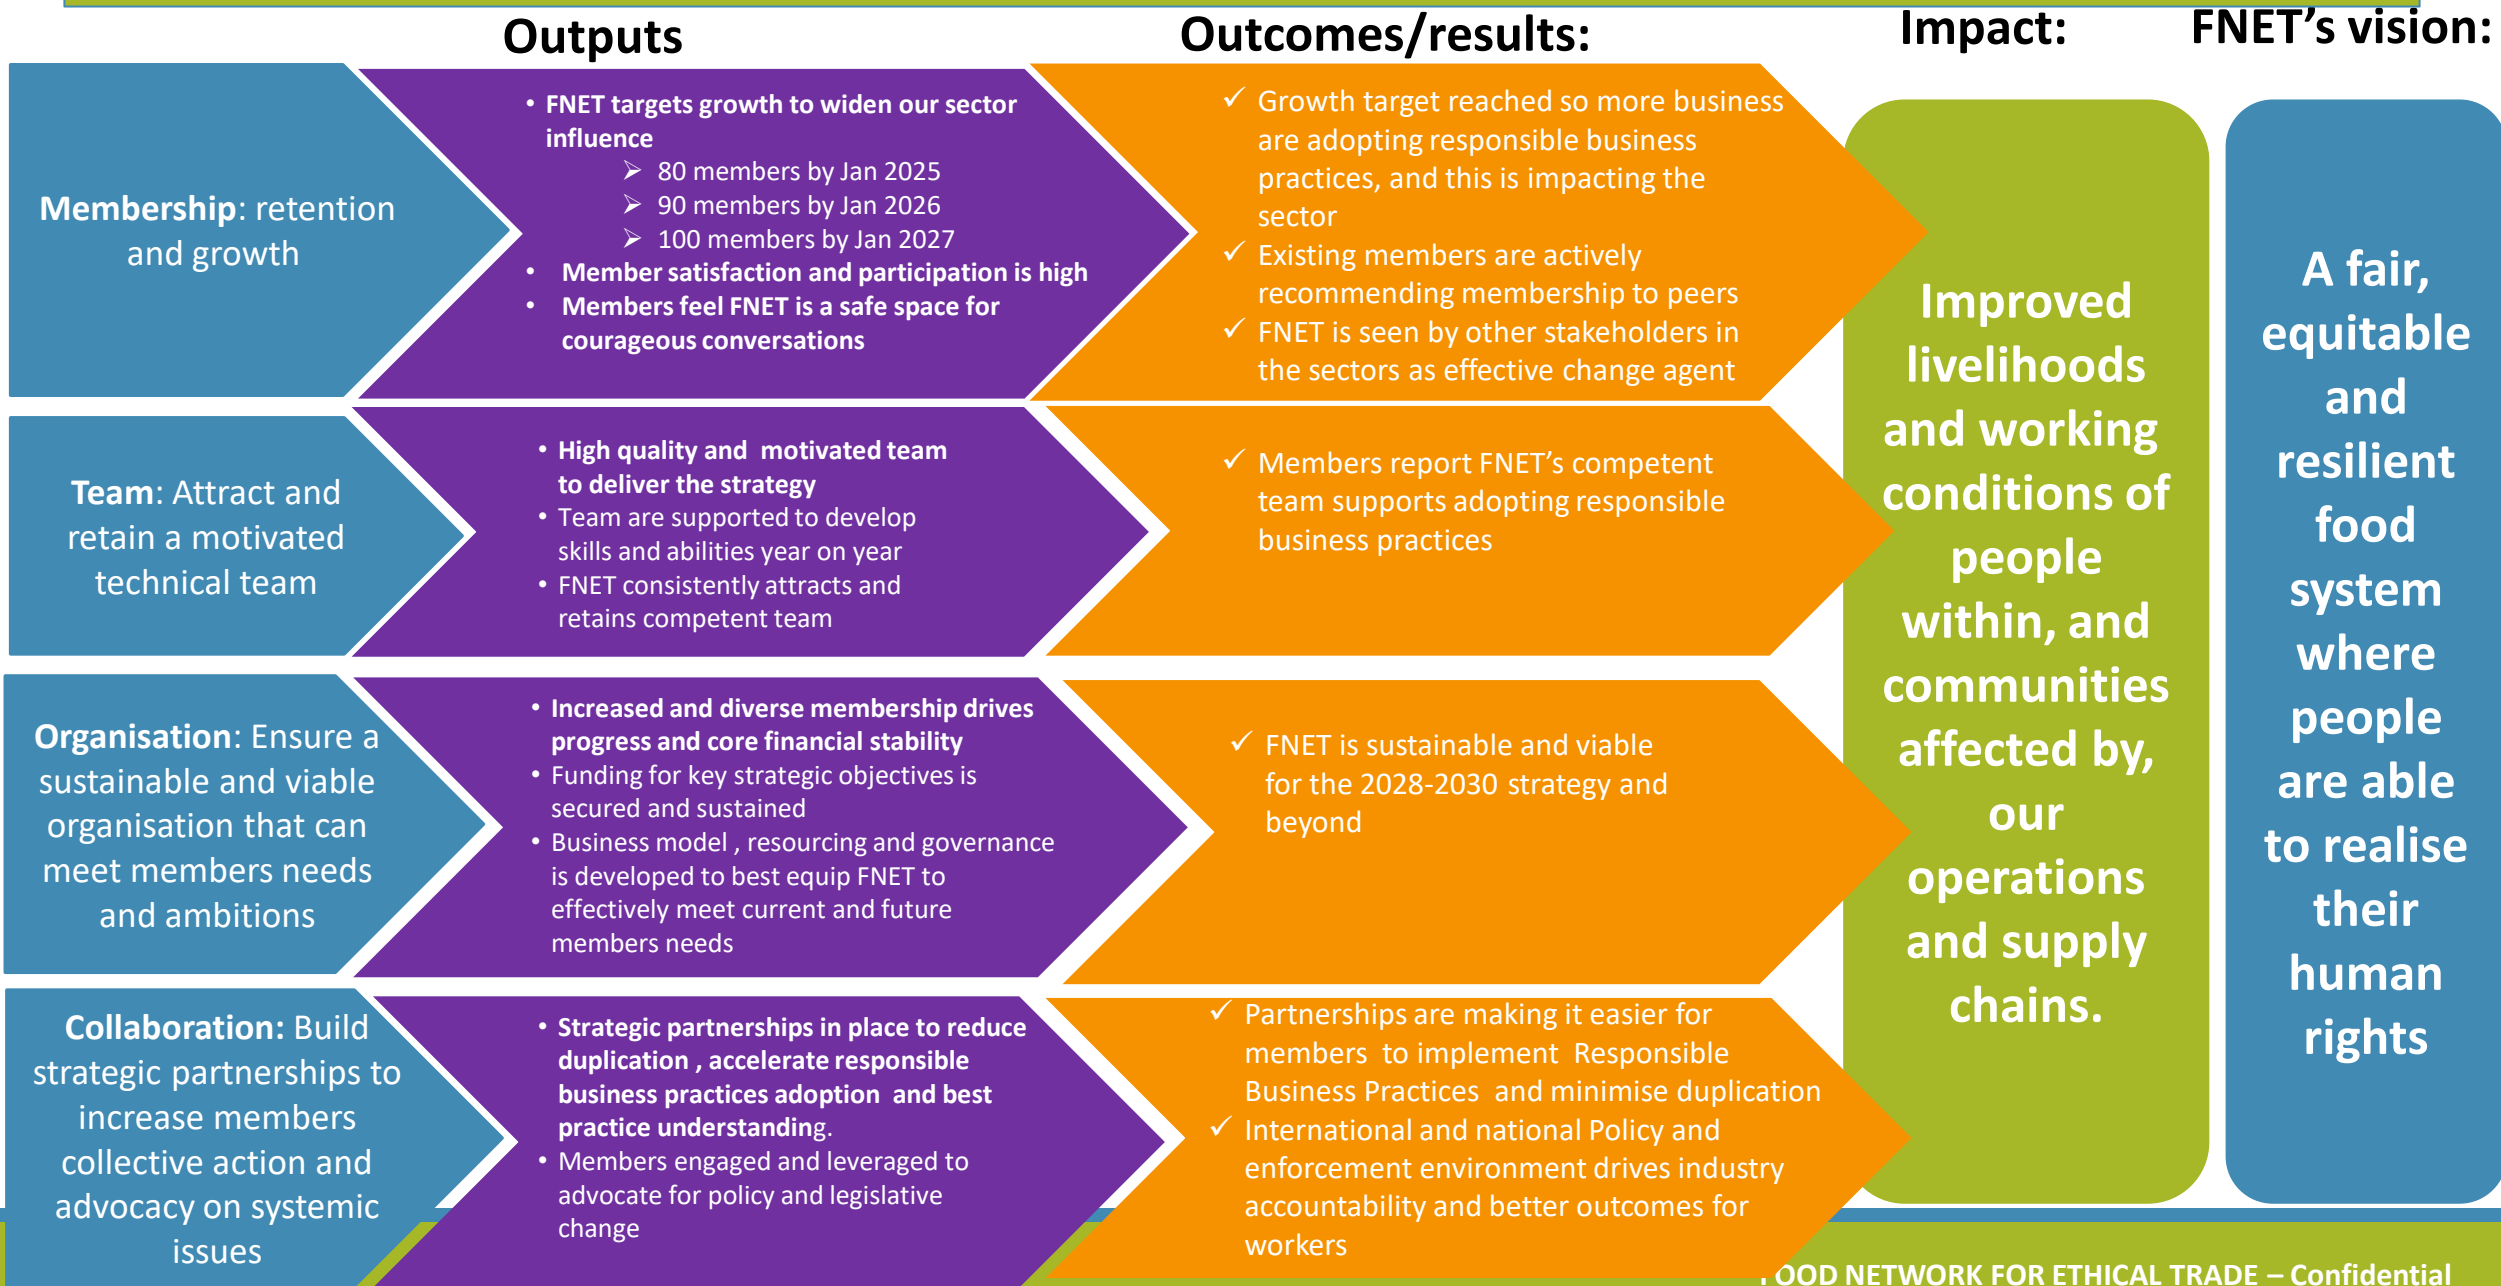 Outputs
Outcomes/results:
Impact:
FNET's vision:
Membership: retention
and growth
• FNET targets growth to widen our sector
influence
➢ 80 members by Jan 2025
➢ 90 members by Jan 2026
➢ 100 members by Jan 2027
• Member satisfaction and participation is high
• Members feel FNET is a safe space for
courageous conversations
✓ Growth target reached so more business
are adopting responsible business
practices, and this is impacting the
sector
✓ Existing members are actively
recommending membership to peers
✓ FNET is seen by other stakeholders in
the sectors as effective change agent
Team: Attract and
retain a motivated
technical team
• High quality and motivated team
to deliver the strategy
• Team are supported to develop
skills and abilities year on year
• FNET consistently attracts and
retains competent team
✓ Members report FNET's competent
team supports adopting responsible
business practices
Organisation: Ensure a
sustainable and viable
organisation that can
meet members needs
and ambitions
• Increased and diverse membership drives
progress and core financial stability
• Funding for key strategic objectives is
secured and sustained
• Business model , resourcing and governance
is developed to best equip FNET to
effectively meet current and future
members needs
✓ FNET is sustainable and viable
for the 2028-2030 strategy and
beyond
Collaboration: Build
strategic partnerships to
increase members
collective action and
advocacy on systemic
issues
• Strategic partnerships in place to reduce
duplication , accelerate responsible
business practices adoption and best
practice understanding.
• Members engaged and leveraged to
advocate for policy and legislative
change
✓ Partnerships are making it easier for
members to implement Responsible
Business Practices and minimise duplication
✓ International and national Policy and
enforcement environment drives industry
accountability and better outcomes for
workers
Improved
livelihoods
and working
conditions of
people
within, and
communities
affected by,
our
operations
and supply
chains.
A fair,
equitable
and
resilient
food
system
where
people
are able
to realise
their
human
rights
FOOD NETWORK FOR ETHICAL TRADE – Confidential